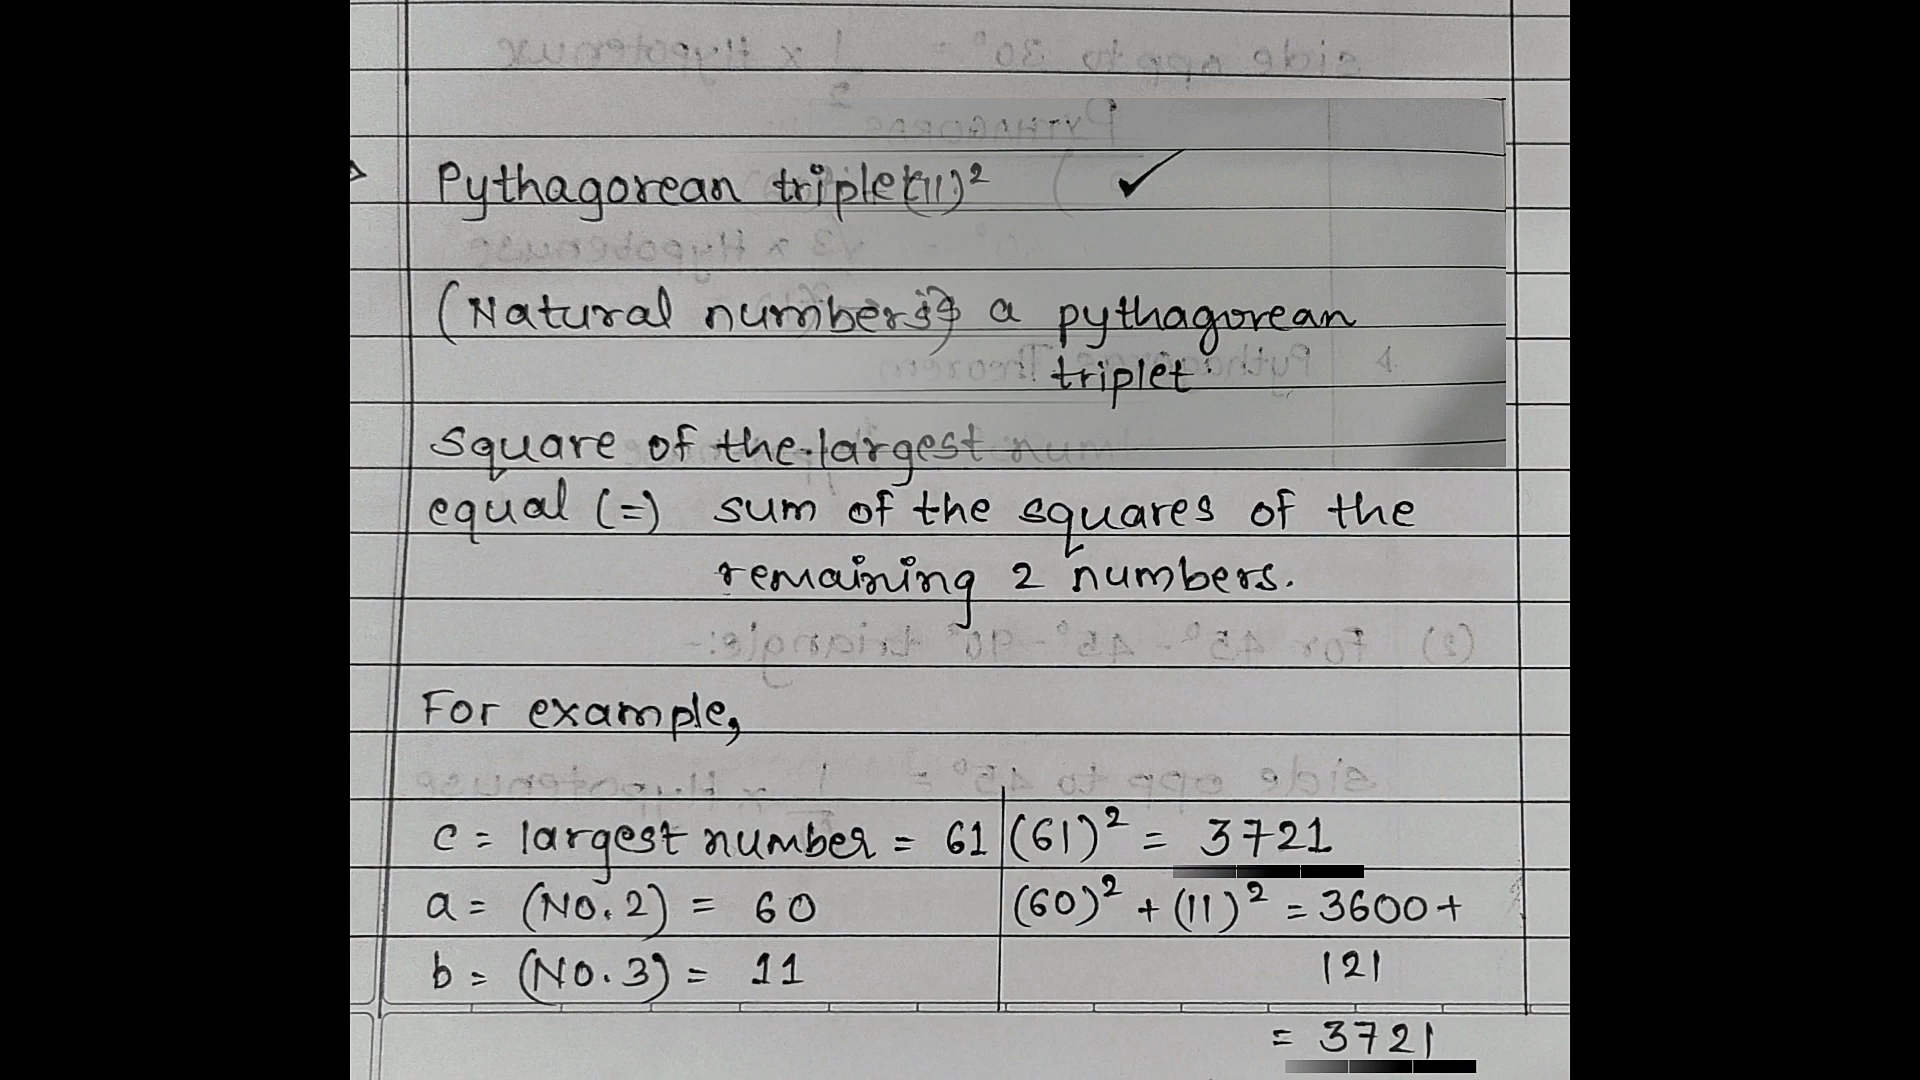 Pythagorean triplet(11)²
(Natural numbers) a pythagorean
triplet.
square of the largest num
equal (=) sum of the squares of the
remaining 2 numbers.
For example,
c = largest number = 61 (61)² = 3721
a = (No. 2) = 60 (60)² + (11)² = 3600 +
b = (No. 3) = 11 121
= 3721